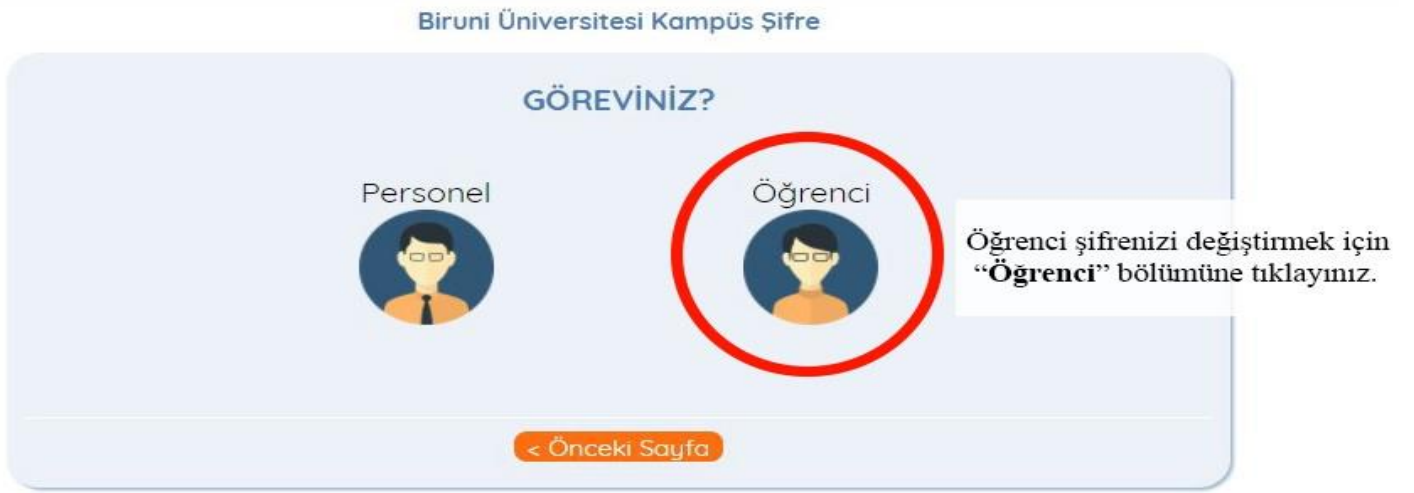 Biruni Üniversitesi Kampüs Şifre
GÖREVİNİZ?
Personel
Öğrenci
Öğrenci şifrenizi değiştirmek için
“Öğrenci” bölümüne tıklayınız.
< Önceki Sayfa